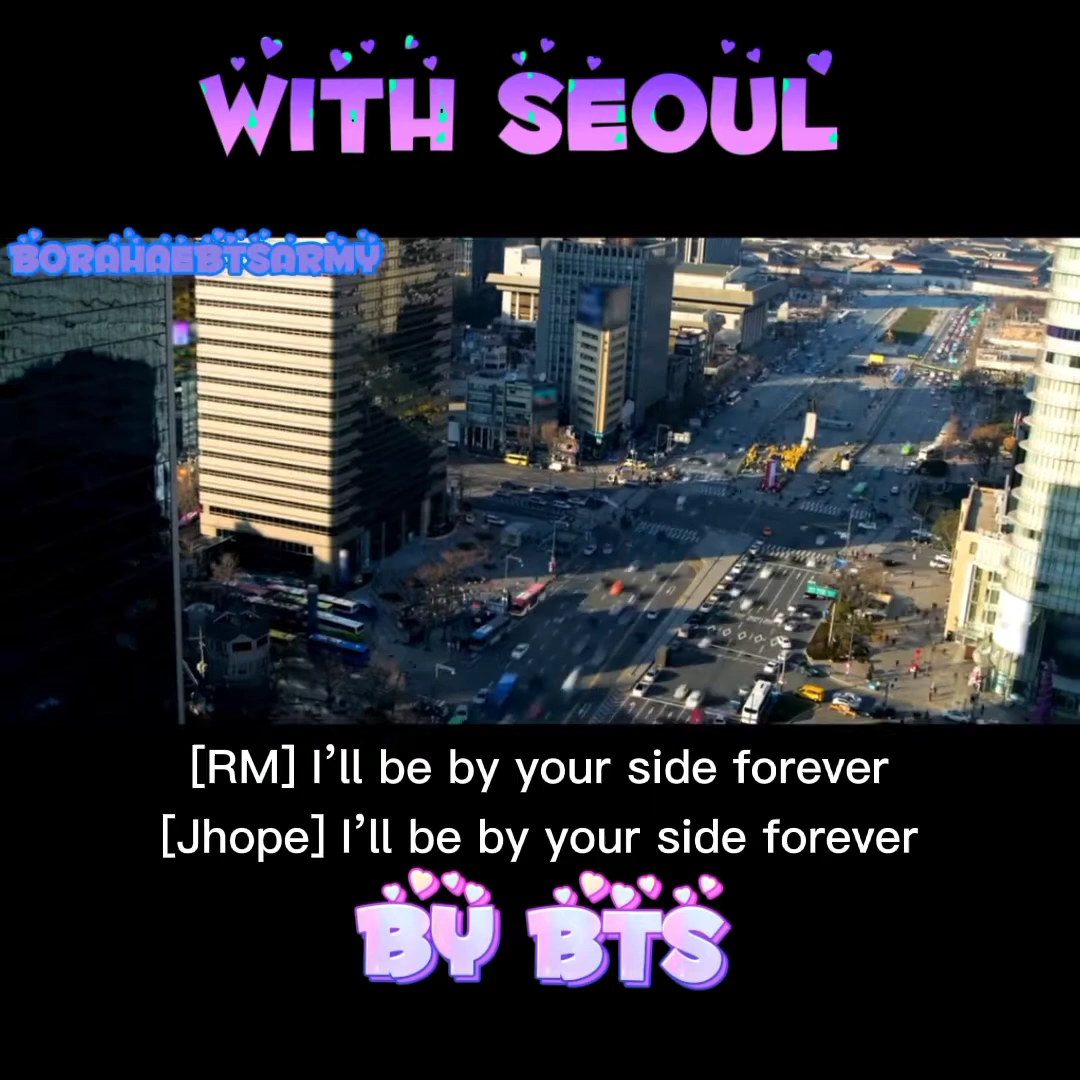 WITH SEOUL
BORAHAEBTSARMY
[RM] I’ll be by your side forever
[Jhope] I’ll be by your side forever
BY BTS